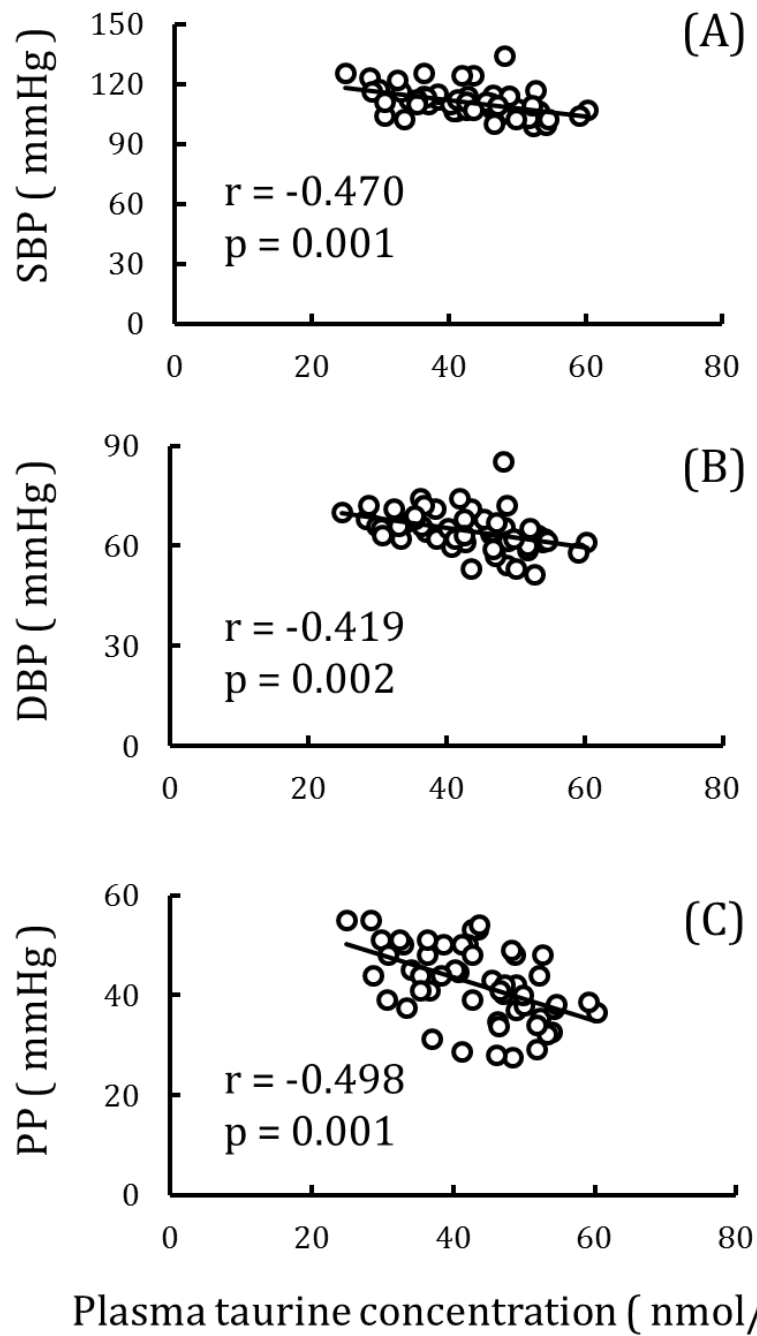 (A)
SBP ( mmHg )
150
120
90
60
30
0
r = -0.470
p = 0.001
0 20 40 60 80
(B)
DBP ( mmHg )
90
60
30
0
r = -0.419
p = 0.002
0 20 40 60 80
(C)
PP ( mmHg )
60
40
20
0
r = -0.498
p = 0.001
0 20 40 60 80
Plasma taurine concentration ( nmol/